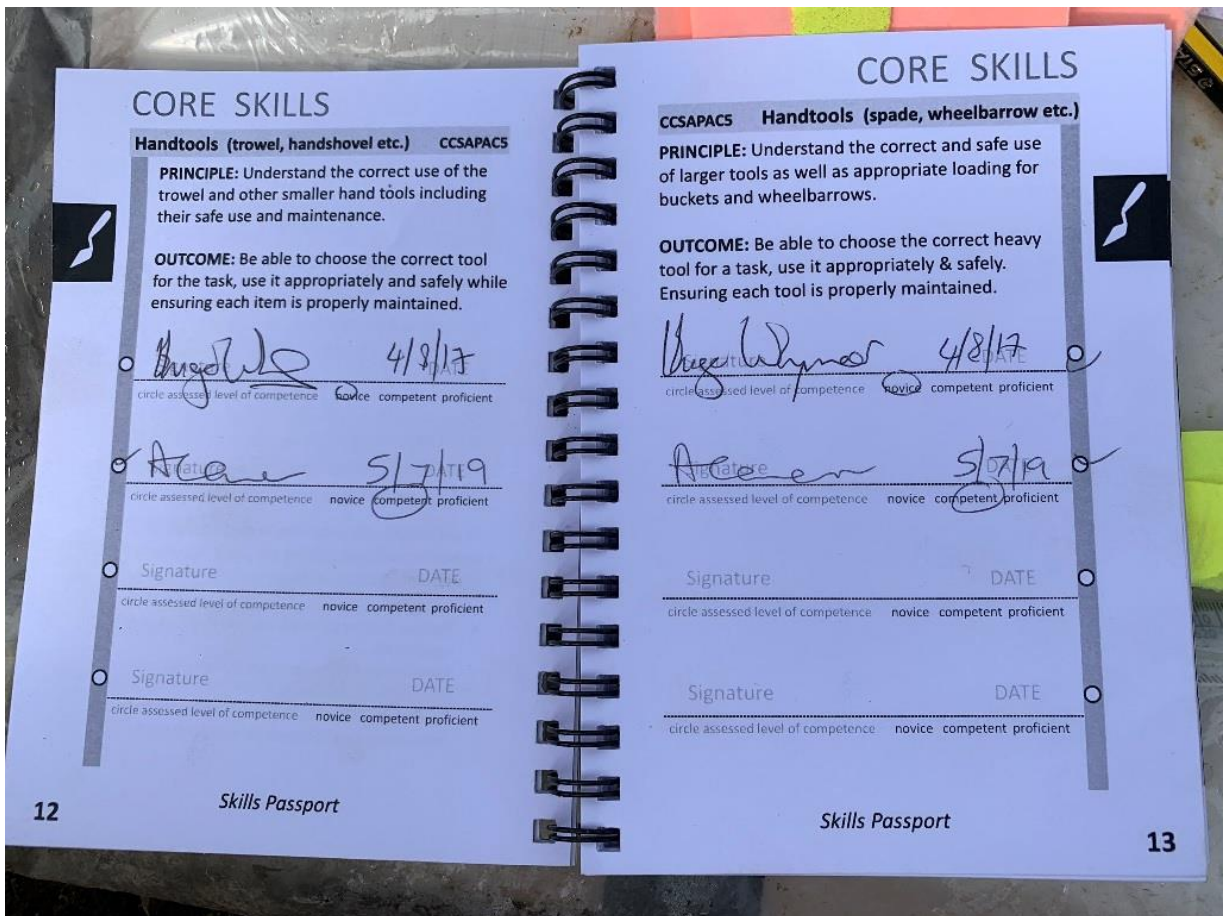 CORE SKILLS
Handtools (trowel, handshovel etc.) CCSAPAC5
PRINCIPLE: Understand the correct use of the
trowel and other smaller hand tools including
their safe use and maintenance.
OUTCOME: Be able to choose the correct tool
for the task, use it appropriately and safely while
ensuring each item is properly maintained.
4/8/17 DATE
circle assessed level of competence novice competent proficient
Signature 5/7/19 DATE
circle assessed level of competence novice competent proficient
Signature DATE
circle assessed level of competence novice competent proficient
Signature DATE
circle assessed level of competence novice competent proficient
Skills Passport
12
CORE SKILLS
CCSAPAC5 Handtools (spade, wheelbarrow etc.)
PRINCIPLE: Understand the correct and safe use
of larger tools as well as appropriate loading for
buckets and wheelbarrows.
OUTCOME: Be able to choose the correct heavy
tool for a task, use it appropriately & safely.
Ensuring each tool is properly maintained.
Signature 4/8/17 DATE
circle assessed level of competence novice competent proficient
Signature 5/7/19 DATE
circle assessed level of competence novice competent proficient
Signature DATE
circle assessed level of competence novice competent proficient
Signature DATE
circle assessed level of competence novice competent proficient
Skills Passport
13